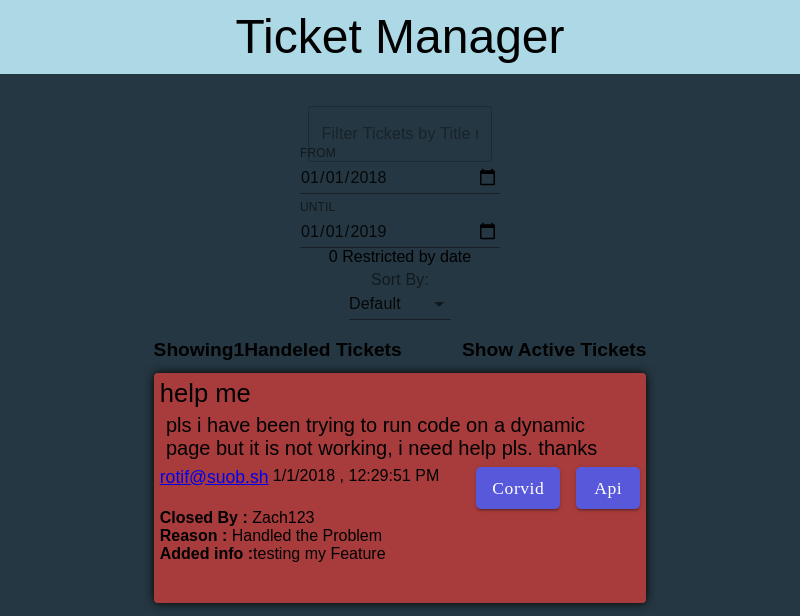 Ticket Manager
Filter Tickets by Title
FROM
01/01/2018
UNTIL
01/01/2019
0 Restricted by date
Sort By:
Default
Showing1Handeled Tickets Show Active Tickets
help me
pls i have been trying to run code on a dynamic
page but it is not working, i need help pls. thanks
rotif@suob.sh 1/1/2018 , 12:29:51 PM Corvid Api
Closed By : Zach123
Reason : Handled the Problem
Added info :testing my Feature